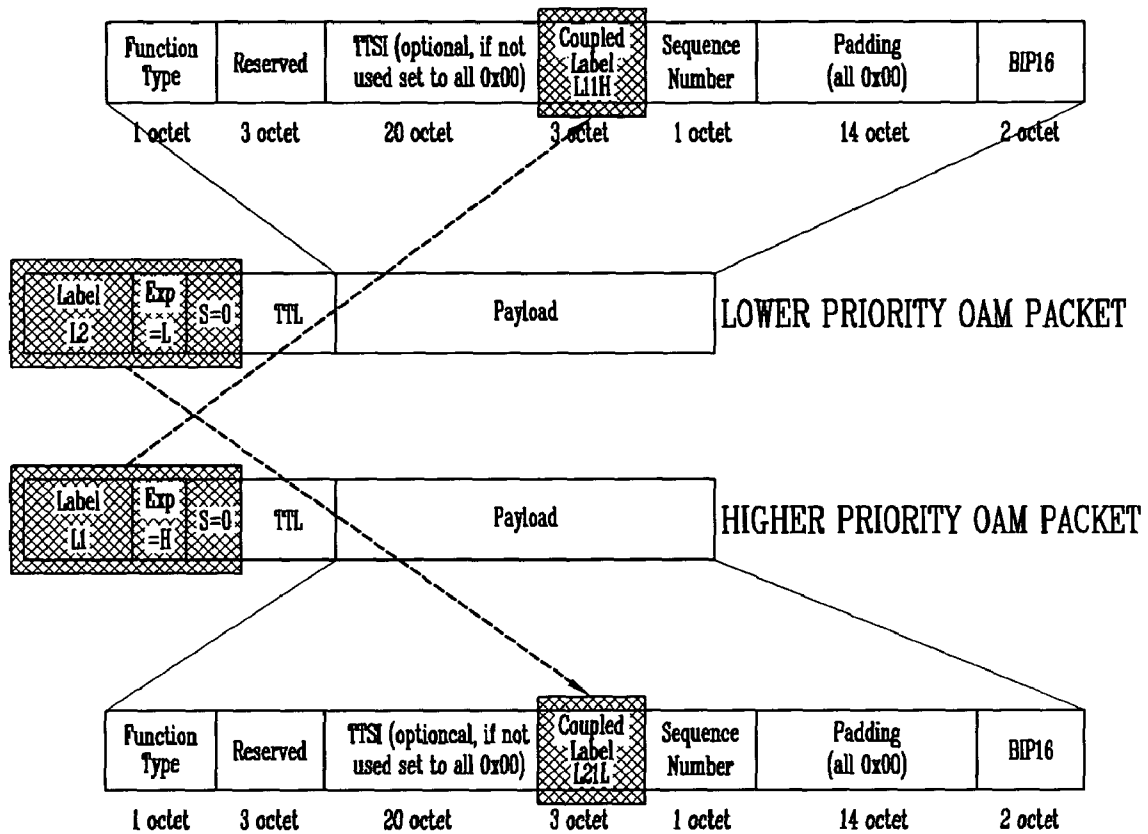 Function Type
Reserved
TTSI (optional, if not used set to all 0x00)
Coupled Label L11H
Sequence Number
Padding (all 0x00)
BIP16
1 octet 3 octet 20 octet 3 octet 1 octet 14 octet 2 octet
Label L2
Exp =L
S=0
TTL
Payload
LOWER PRIORITY OAM PACKET
Label L1
Exp =H
S=0
TTL
Payload
HIGHER PRIORITY OAM PACKET
Function Type
Reserved
TTSI (optioncal, if not used set to all 0x00)
Coupled Label L21L
Sequence Number
Padding (all 0x00)
BIP16
1 octet 3 octet 20 octet 3 octet 1 octet 14 octet 2 octet